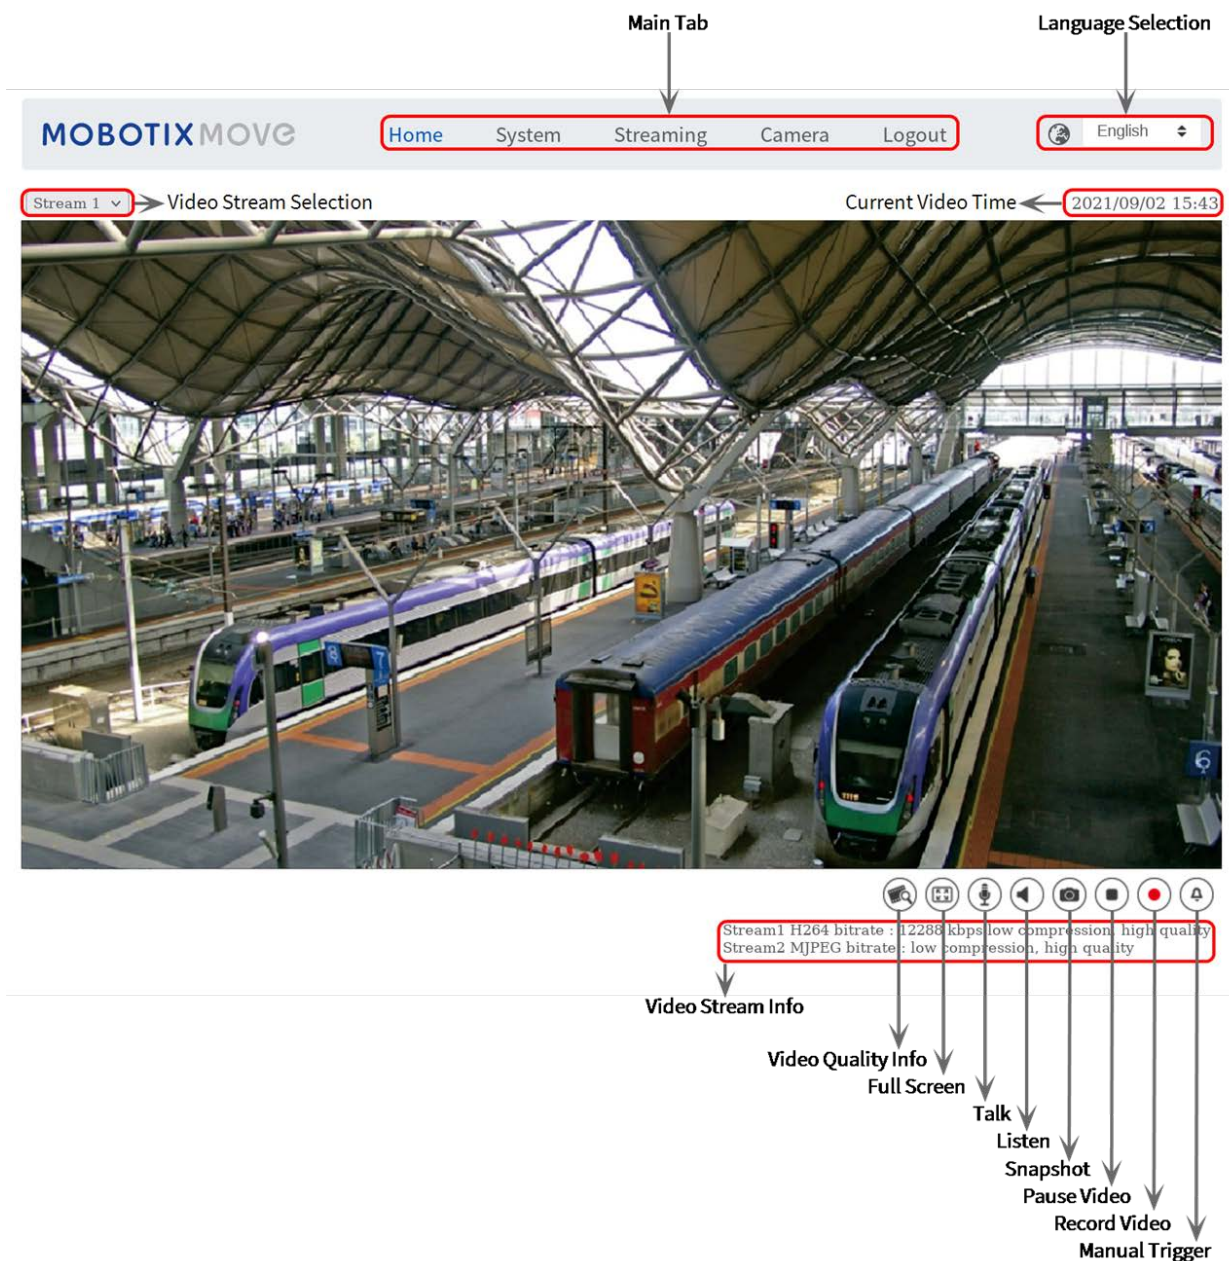 Main Tab
Language Selection
MOBOTIX MOVE
Home System Streaming Camera Logout
English
Stream 1
Video Stream Selection
Current Video Time
2021/09/02 15:43
7
6
Stream1 H264 bitrate : 12288 kbps low compression, high quality
Stream2 MJPEG bitrate : low compression, high quality
Video Stream Info
Video Quality Info
Full Screen
Talk
Listen
Snapshot
Pause Video
Record Video
Manual Trigger